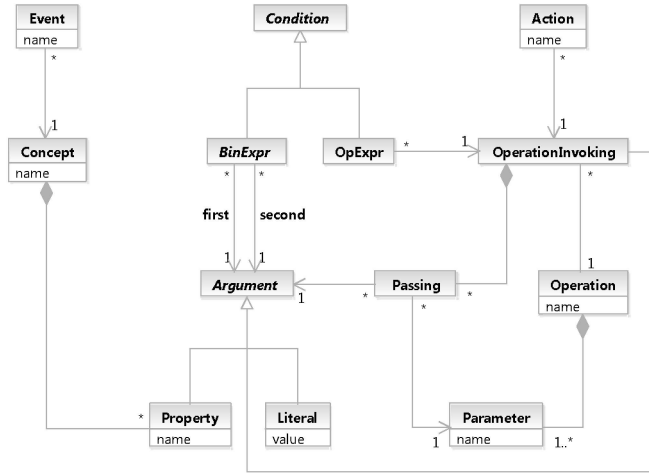 Event
name
Condition
Action
name
*
*
1
1
Concept
name
BinExpr
OpExpr
*
1
OperationInvoking
*
*
*
first
second
1
1
1
Argument
1
*
Passing
*
*
Operation
name
*
Property
name
Literal
value
1
Parameter
name
1..*